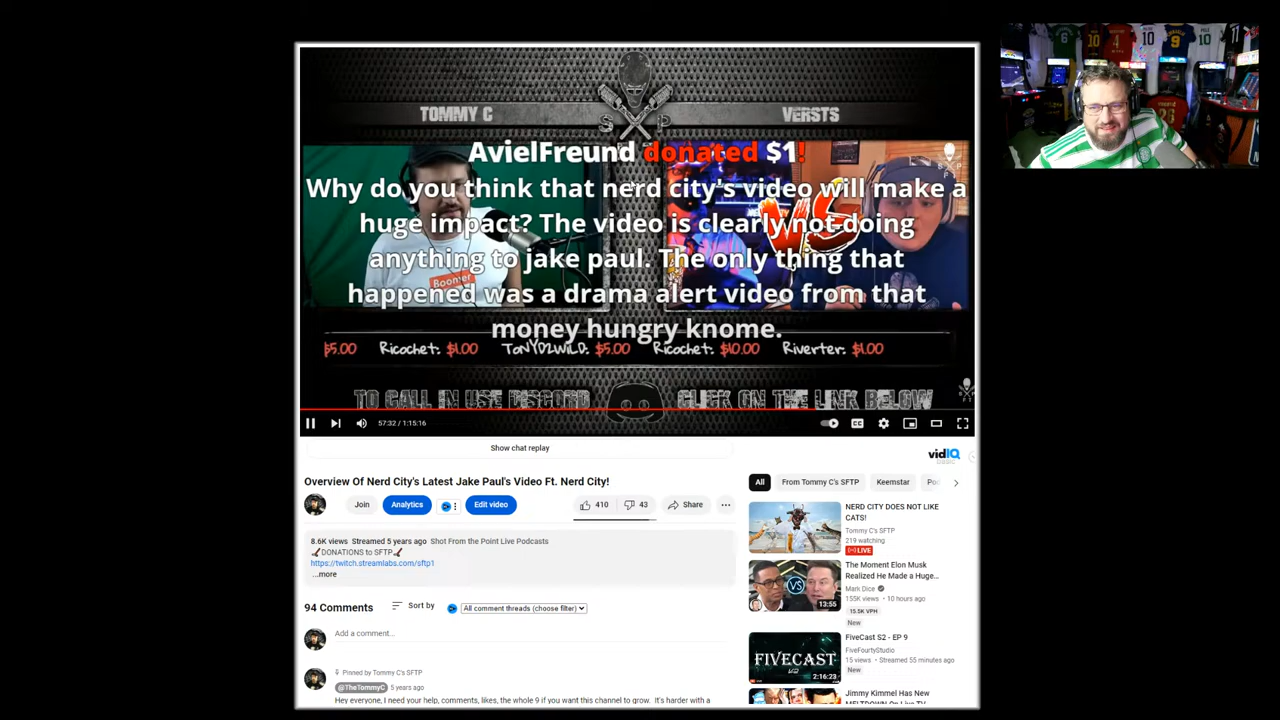 TOMMY C
VERSTS
S P
AvielFreund donated $1!
Why do you think that nerd city's video will make a
huge impact? The video is clearly not doing
anything to jake paul. The only thing that
happened was a drama alert video from that
money hungry knome.
VS
Boomer
$5.00 Ricochet: $1.00 TONYD2WILD: $5.00 Ricochet: $10.00 Riverter: $1.00
TO CALL IN USE DISCORD
CLICK ON THE LINK BELOW
57:32 / 1:15:16
Show chat replay
vidIQ
basic
Overview Of Nerd City's Latest Jake Paul's Video Ft. Nerd City!
Join
Analytics
Edit video
410
43
Share
8.6K views Streamed 5 years ago Shot From the Point Live Podcasts
DONATIONS to SFTP
https://twitch.streamlabs.com/sftp1
...more
94 Comments
Sort by
All comment threads (choose filter)
Add a comment...
Pinned by Tommy C's SFTP
@TheTommyC 5 years ago
Hey everyone, I need your help, comments, likes, the whole 9 if you want this channel to grow. It's harder with a
All
From Tommy C's SFTP
Keemstar
NERD CITY DOES NOT LIKE
CATS!
Tommy C's SFTP
219 watching
LIVE
The Moment Elon Musk
Realized He Made a Huge...
Mark Dice
155K views • 10 hours ago
15.5K VPH
New
VS
13:55
FiveCast S2 - EP 9
FiveFourtyStudio
15 views • Streamed 55 minutes ago
New
FIVECAST
2:16:23
Jimmy Kimmel Has New
MELTDOWN On Live TV